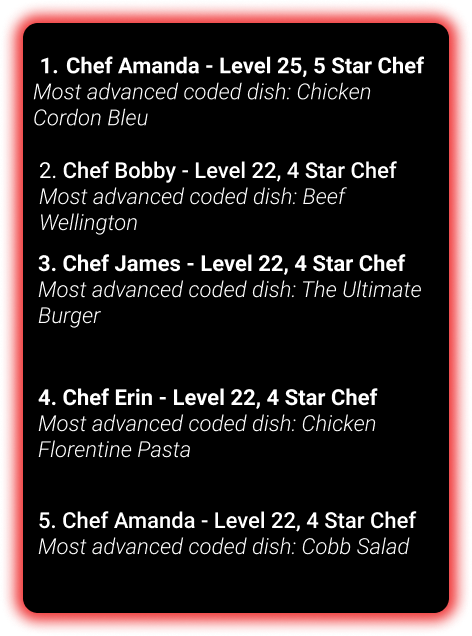 1. Chef Amanda - Level 25, 5 Star Chef
Most advanced coded dish: Chicken
Cordon Bleu
2. Chef Bobby - Level 22, 4 Star Chef
Most advanced coded dish: Beef
Wellington
3. Chef James - Level 22, 4 Star Chef
Most advanced coded dish: The Ultimate
Burger
4. Chef Erin - Level 22, 4 Star Chef
Most advanced coded dish: Chicken
Florentine Pasta
5. Chef Amanda - Level 22, 4 Star Chef
Most advanced coded dish: Cobb Salad